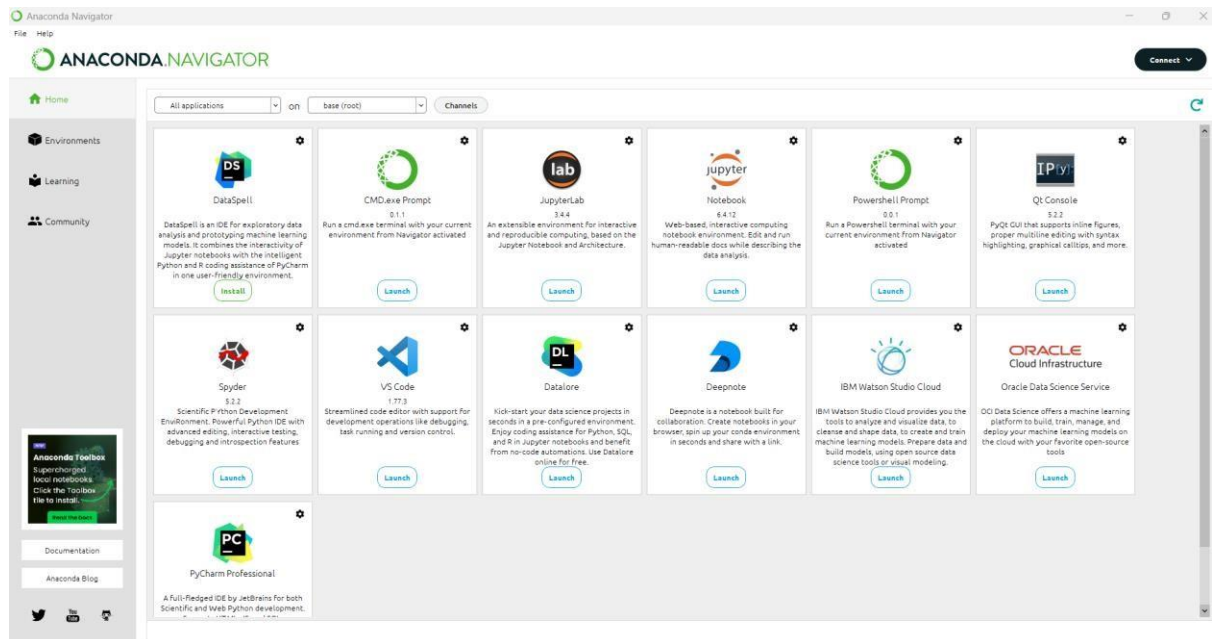 Anaconda Navigator
File Help
ANACONDA.NAVIGATOR
Connect
Home
Environments
Learning
Community
All applications
on
base (root)
Channels
DS
DataSpell
DataSpell is an IDE for exploratory data
analysis and prototyping machine learning
models. It combines the interactivity of
Jupyter notebooks with the intelligent
Python and R coding assistance of PyCharm
in one user-friendly environment.
Install
CMD.exe Prompt
0.1.1
Run a cmd.exe terminal with your current
environment from Navigator activated
Launch
lab
JupyterLab
3.4.4
An extensible environment for interactive
and reproducible computing, based on the
Jupyter Notebook and Architecture.
Launch
jupyter
Notebook
6.4.12
Web-based, interactive computing
notebook environment. Edit and run
human-readable docs while describing the
data analysis.
Launch
Powershell Prompt
0.0.1
Run a Powershell terminal with your
current environment from Navigator
activated
Launch
IP[y]:
Qt Console
5.2.2
PyQt GUI that supports inline figures,
proper multiline editing with syntax
highlighting, graphical calltips, and more.
Launch
Spyder
5.2.2
Scientific Python Development
EnviRonment. Powerful Python IDE with
advanced editing, interactive testing,
debugging and introspection features
Launch
VS Code
1.77.3
Streamlined code editor with support for
development operations like debugging,
task running and version control.
Launch
DL
Datalore
Kick-start your data science projects in
seconds in a pre-configured environment.
Enjoy coding assistance for Python, SQL,
and R in Jupyter notebooks and benefit
from no-code automations. Use Datalore
online for free.
Launch
Deepnote
Deepnote is a notebook built for
collaboration. Create notebooks in your
browser, spin up your conda environment
in seconds and share with a link.
Launch
IBM Watson Studio Cloud
IBM Watson Studio Cloud provides you the
tools to analyze and visualize data, to
cleanse and shape data, to create and train
machine learning models. Prepare data and
build models, using open source data
science tools or visual modeling.
Launch
ORACLE
Cloud Infrastructure
Oracle Data Science Service
OCI Data Science offers a machine learning
platform to build, train, manage, and
deploy your machine learning models on
the cloud with your favorite open-source
tools
Launch
PC
PyCharm Professional
A full-fledged IDE by JetBrains for both
Scientific and Web Python development.
NEW
Anaconda Toolbox
Supercharged
local notebooks.
Click the Toolbox
tile to install.
Read the Docs
Documentation
Anaconda Blog
You
Tube